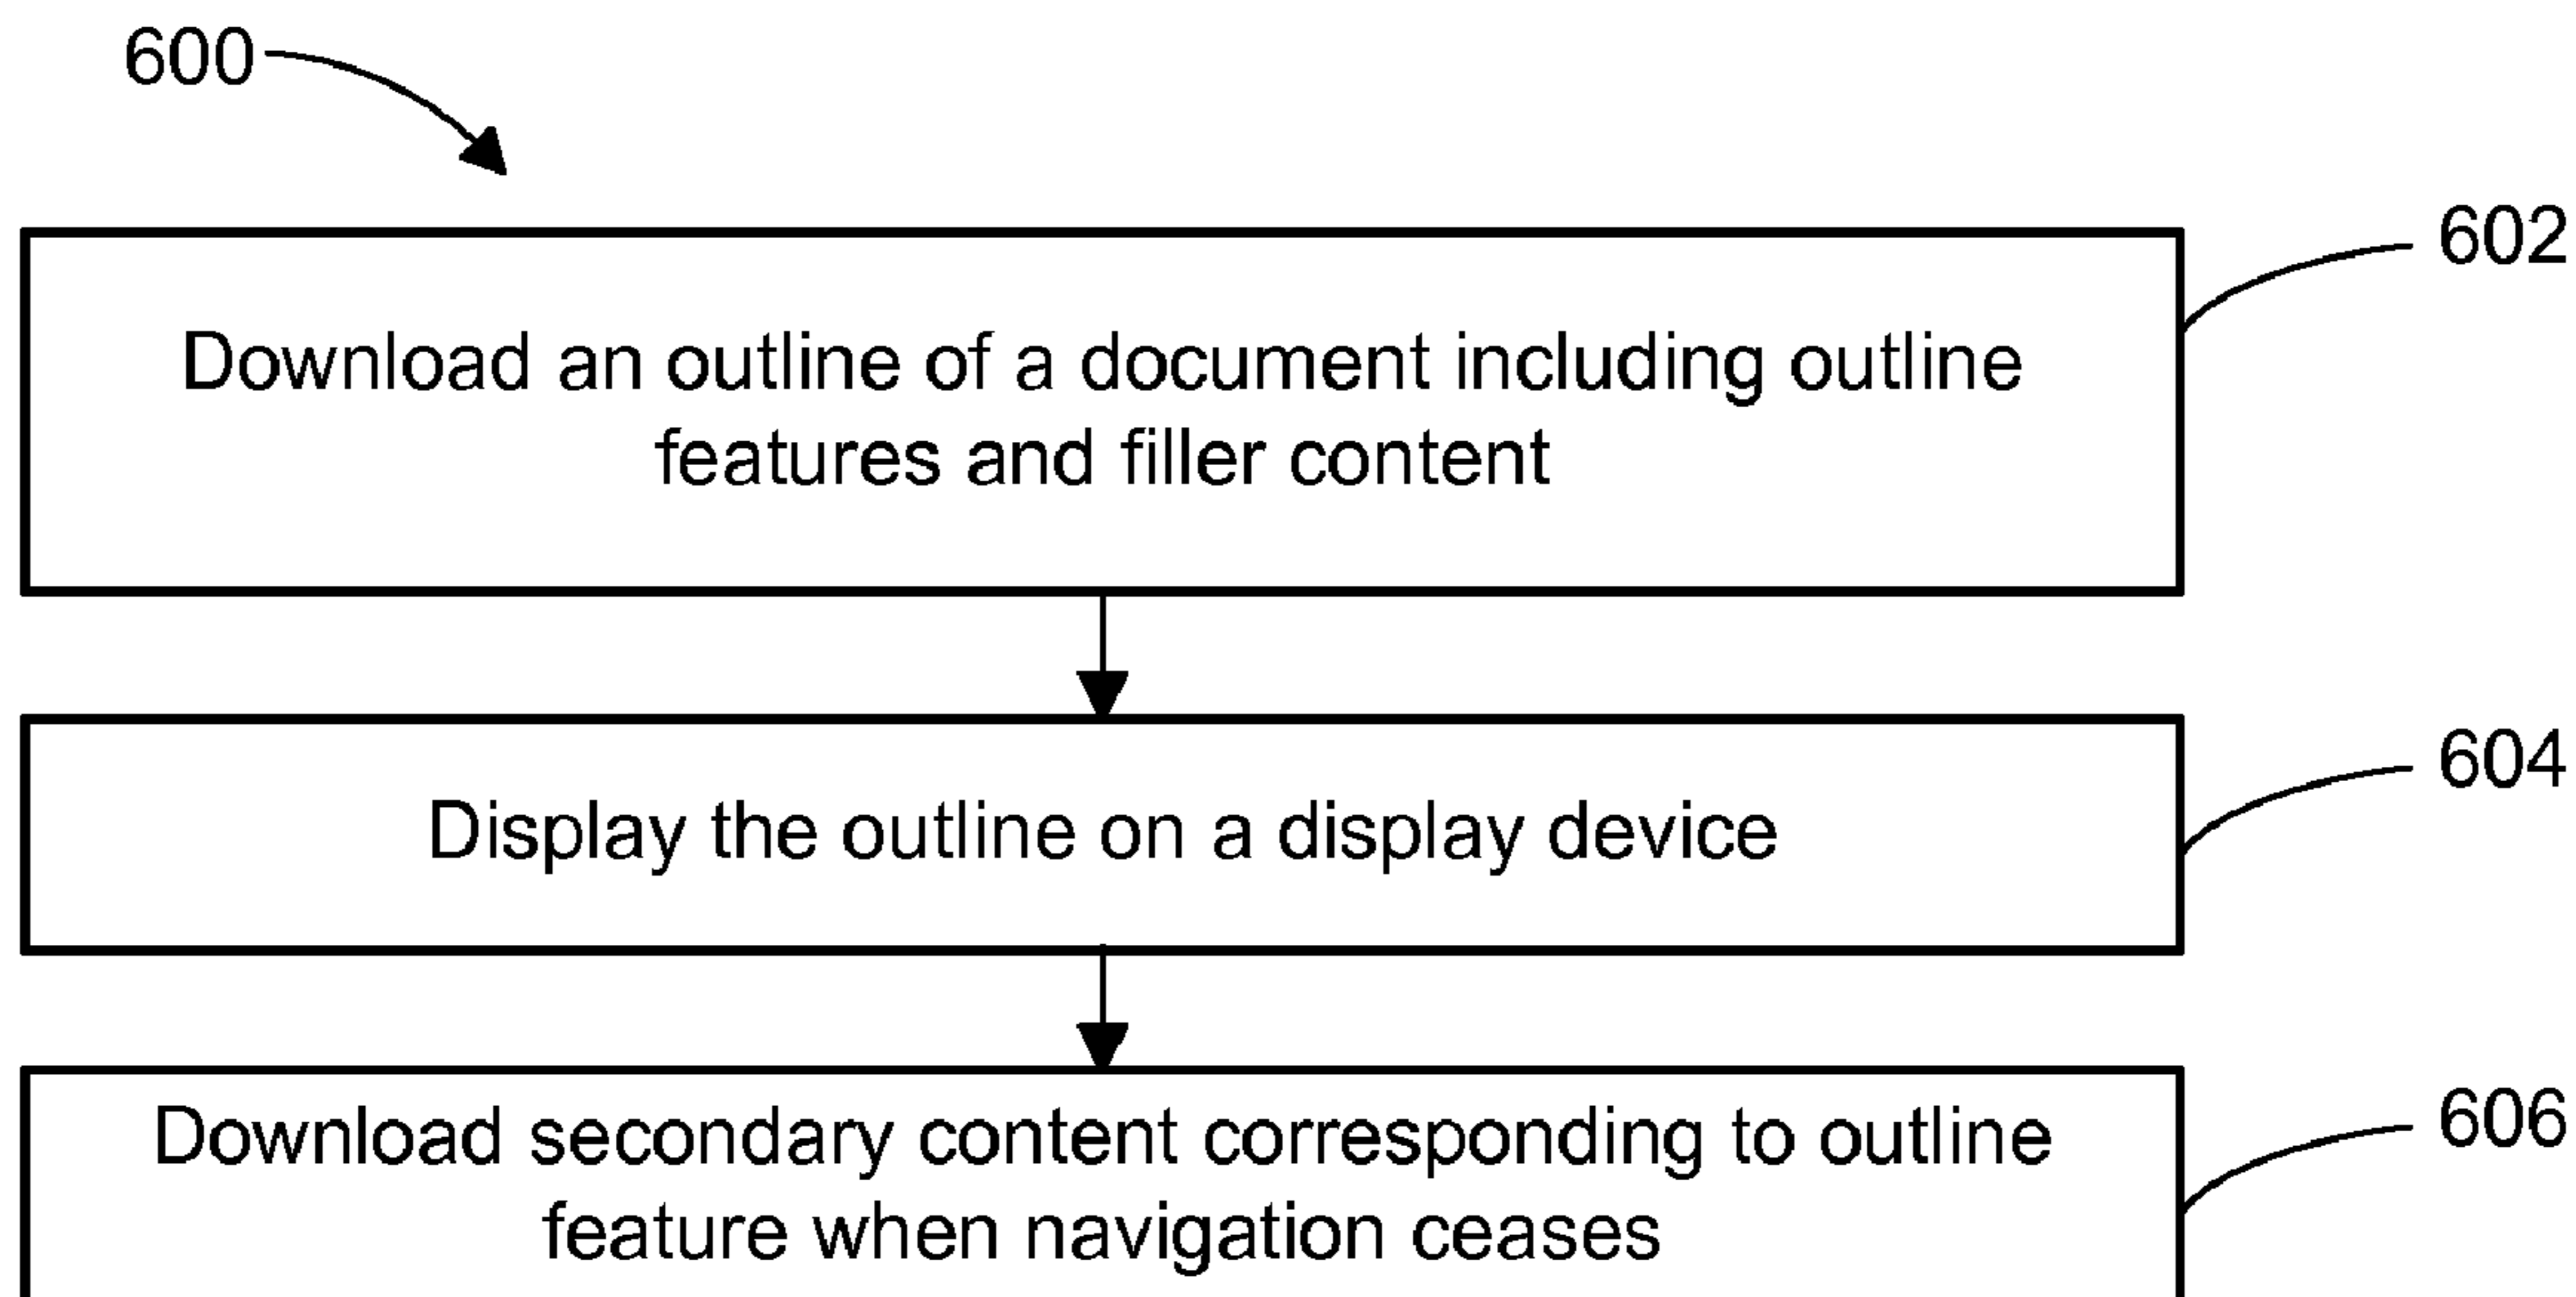 600
602
Download an outline of a document including outline
features and filler content
604
Display the outline on a display device
606
Download secondary content corresponding to outline
feature when navigation ceases